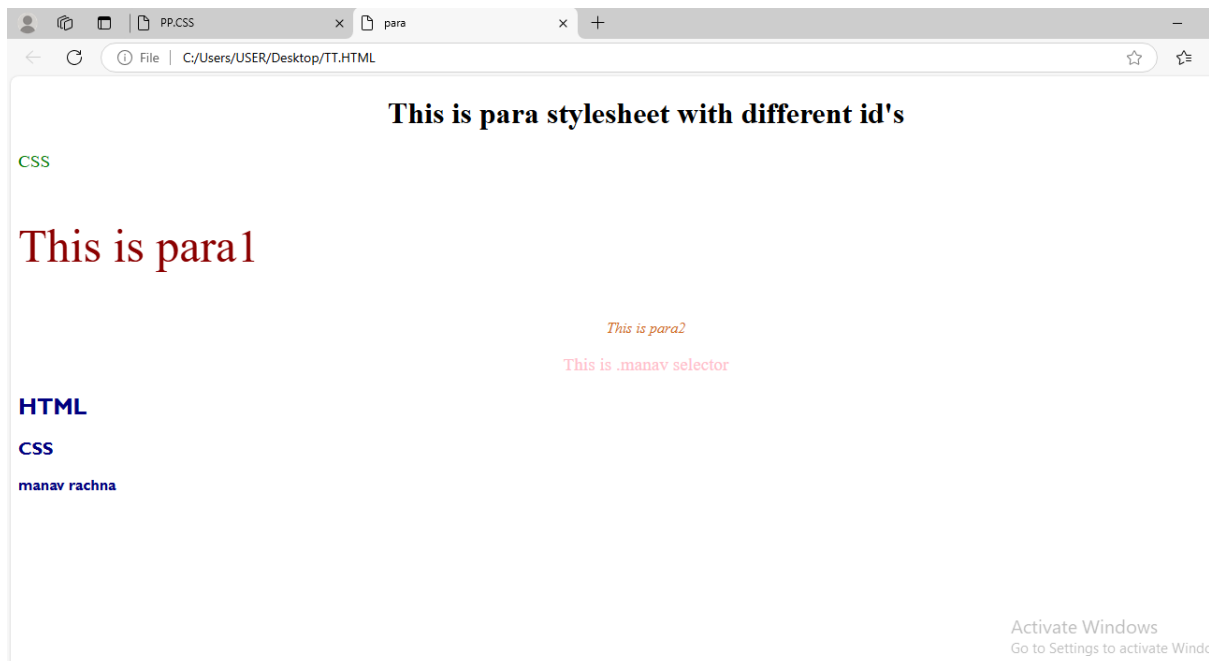 PP.CSS
para
File
C:/Users/USER/Desktop/TT.HTML
This is para stylesheet with different id's
CSS
This is para1
This is para2
This is .manav selector
HTML
CSS
manav rachna
Activate Windows
Go to Settings to activate Windo